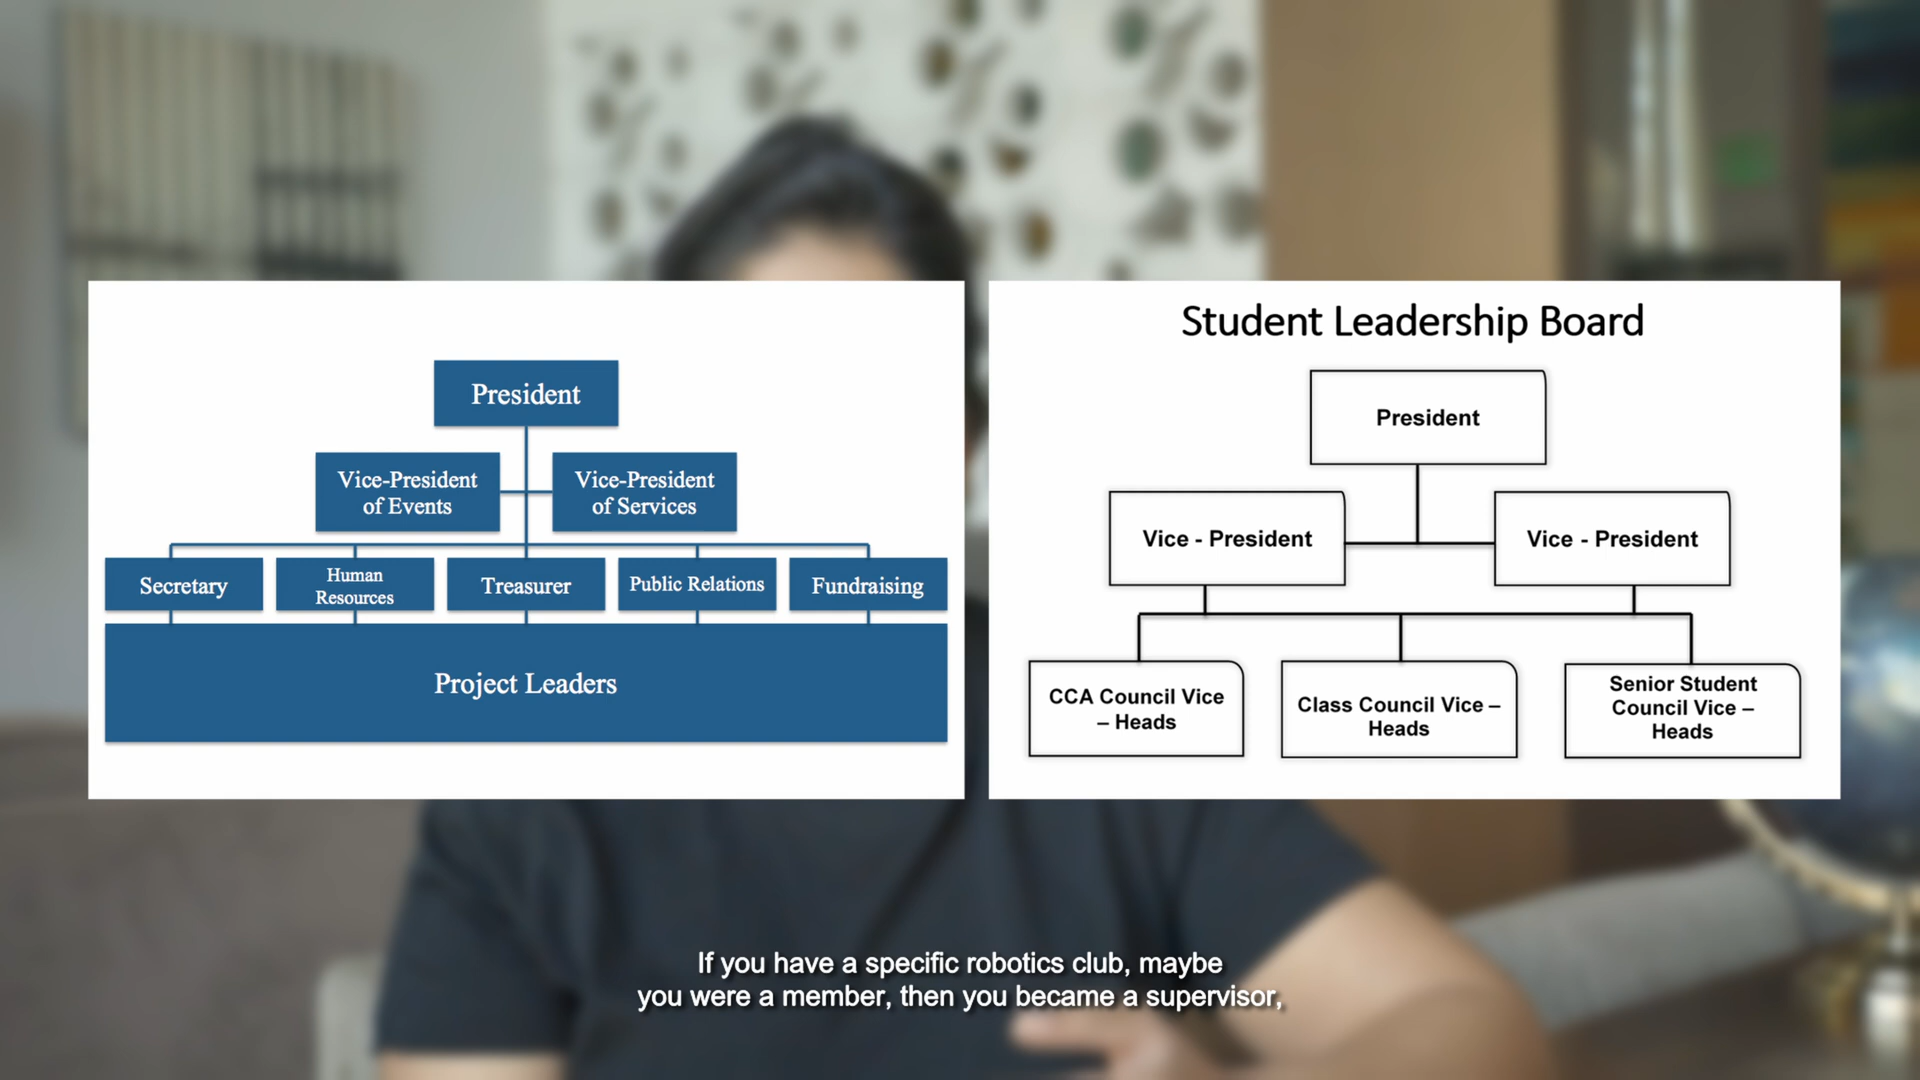 President
Vice-President
of Events
Vice-President
of Services
Secretary
Human
Resources
Treasurer
Public Relations
Fundraising
Project Leaders
Student Leadership Board
President
Vice - President
Vice - President
CCA Council Vice
– Heads
Class Council Vice –
Heads
Senior Student
Council Vice –
Heads
If you have a specific robotics club, maybe
you were a member, then you became a supervisor,